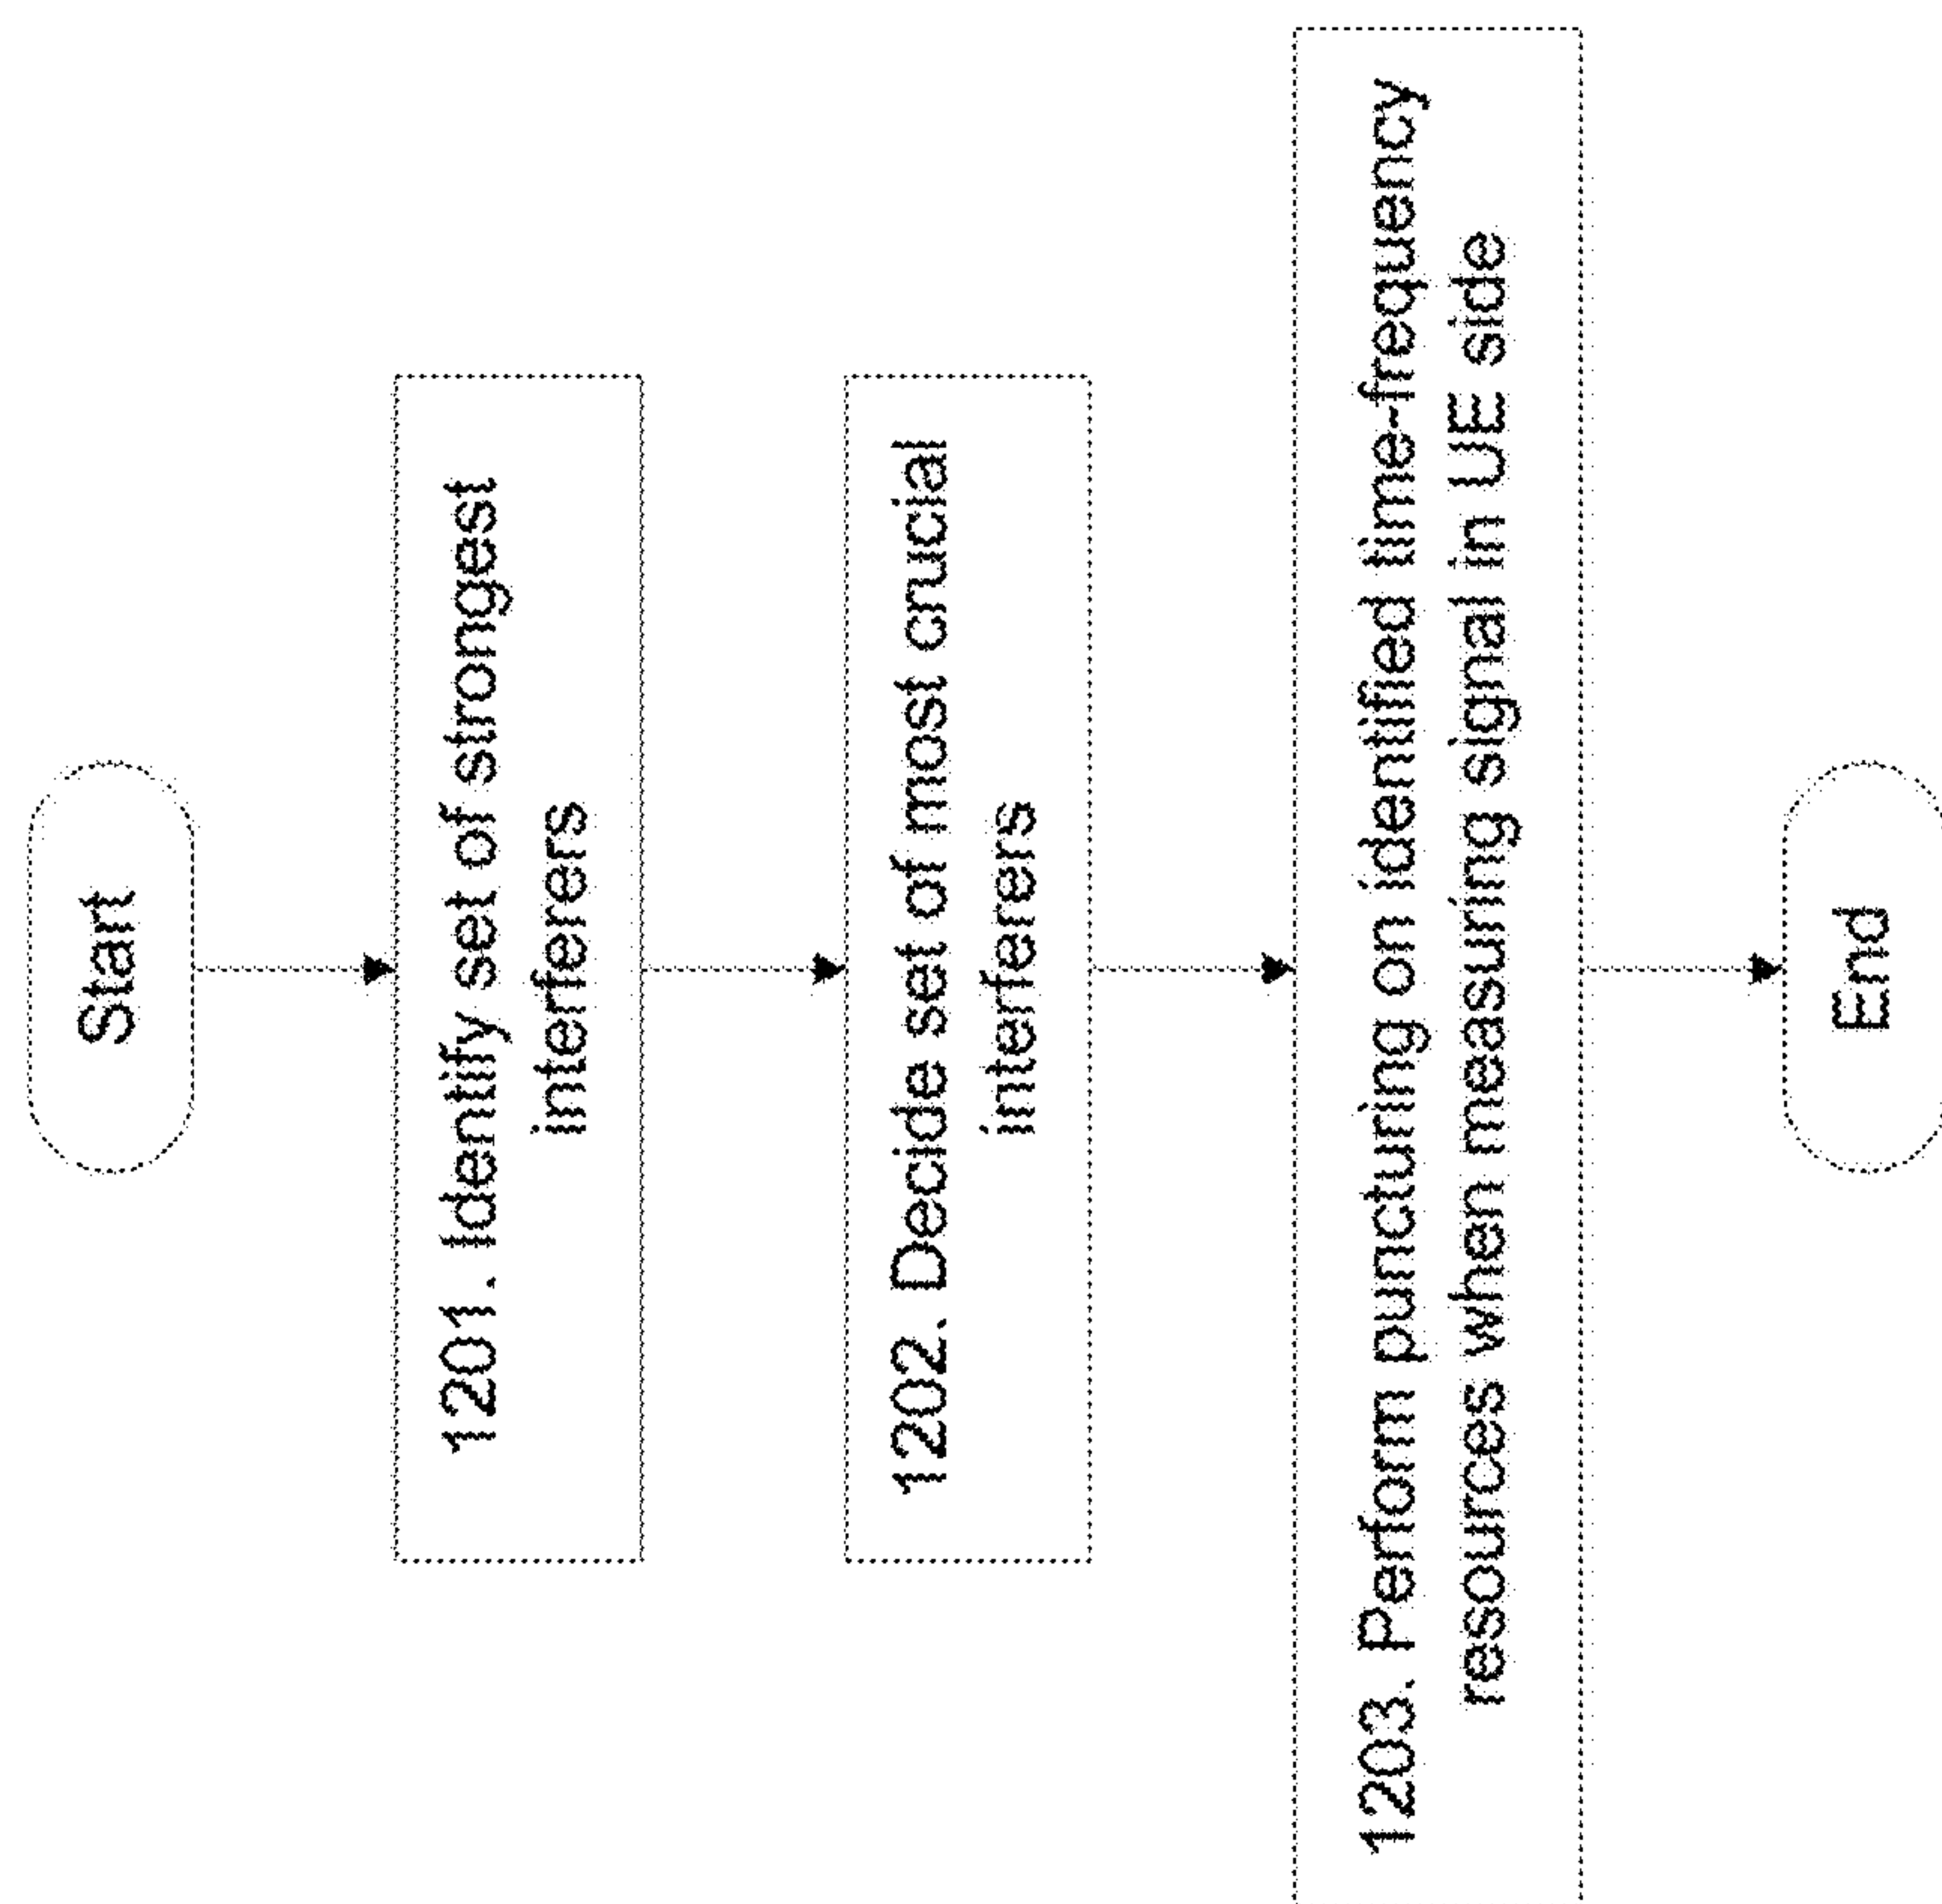 Start
1201. Identify set of strongest
interferers
1202. Decide set of most crucial
interferers
1203. Perform puncturing on identified time-frequency
resources when measuring signal in UE side
End